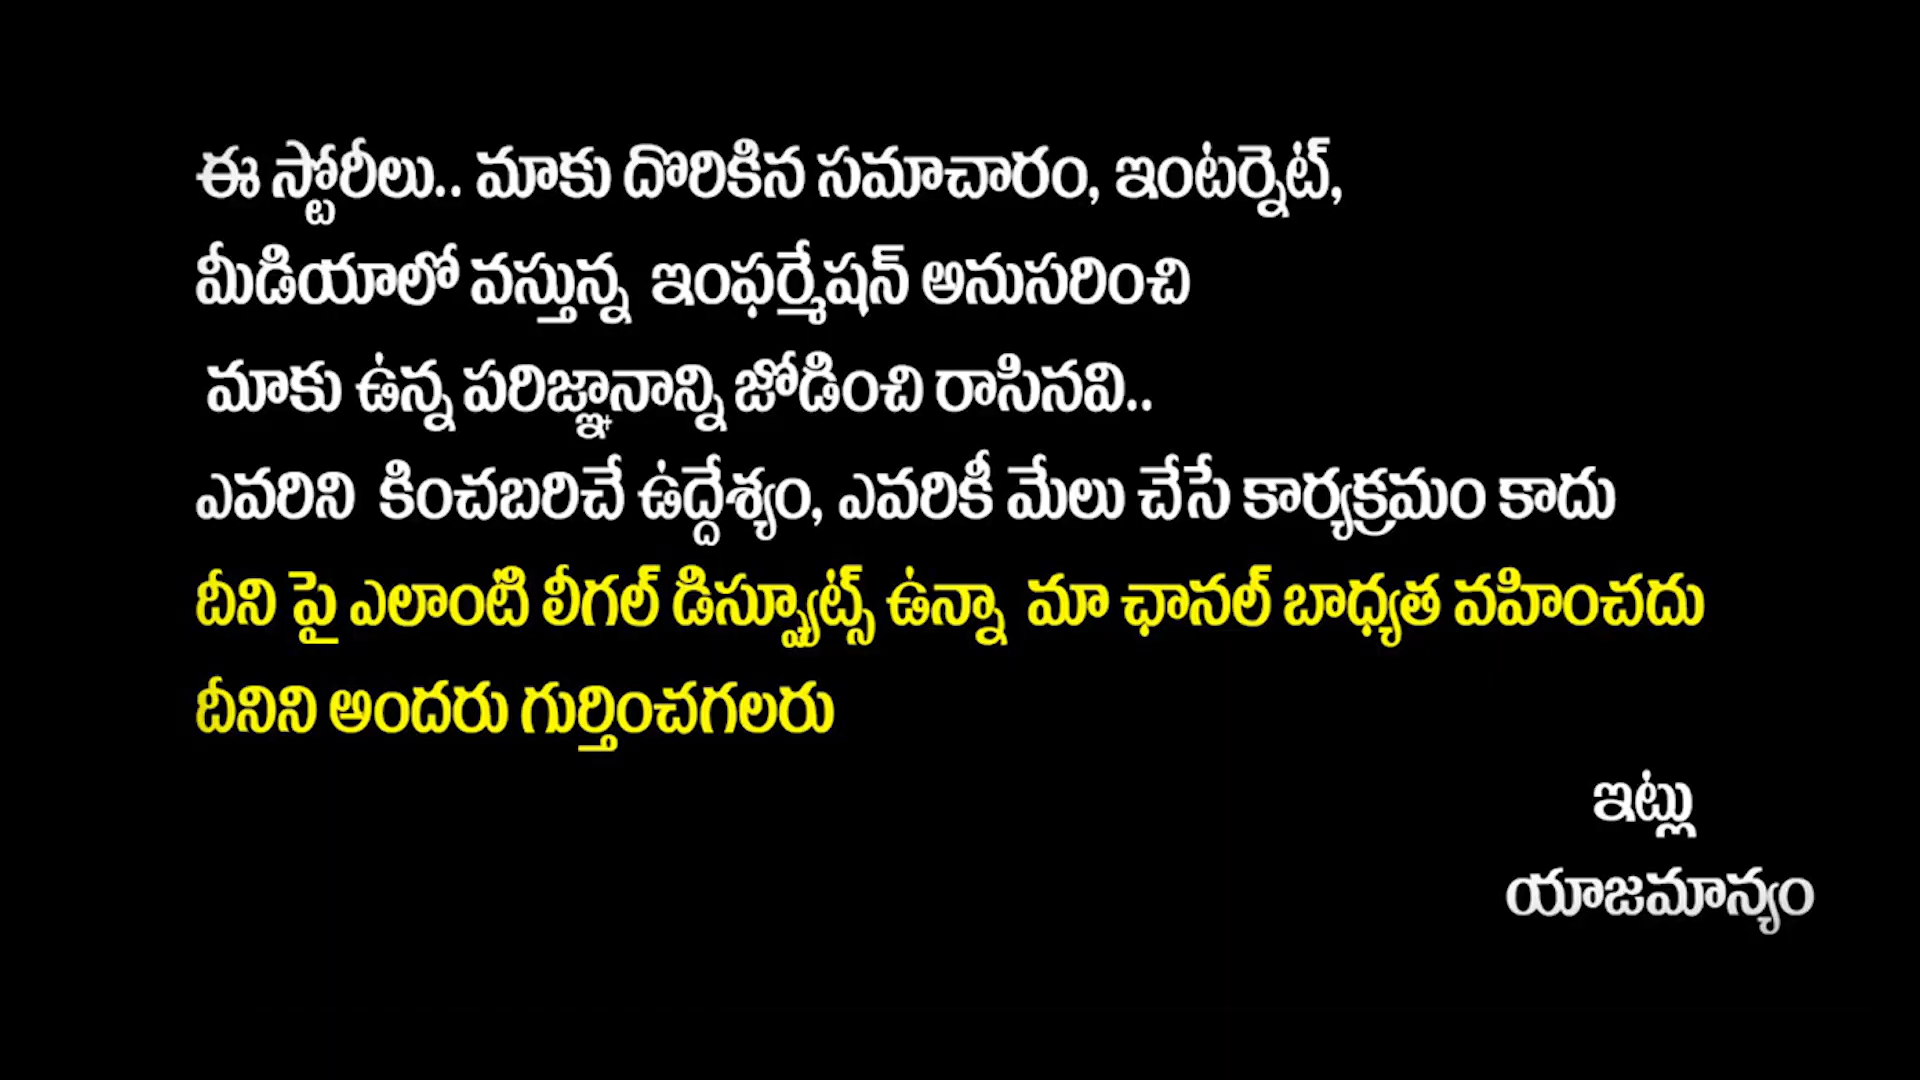 ఈ స్టోరీలు.. మాకు దొరికిన సమాచారం, ఇంటర్నెట్,
మీడియాలో వస్తున్న ఇంఫర్మేషన్ అనుసరించి
మాకు ఉన్న పరిజ్ఞానాన్ని జోడించి రాసినవి..
ఎవరిని కించబరిచే ఉద్దేశ్యం, ఎవరికీ మేలు చేసే కార్యక్రమం కాదు
దీని పై ఎలాంటి లీగల్ డిస్ప్యూట్స్ ఉన్నా మా ఛానల్ బాధ్యత వహించదు
దీనిని అందరు గుర్తించగలరు
ఇట్లు
యాజమాన్యం